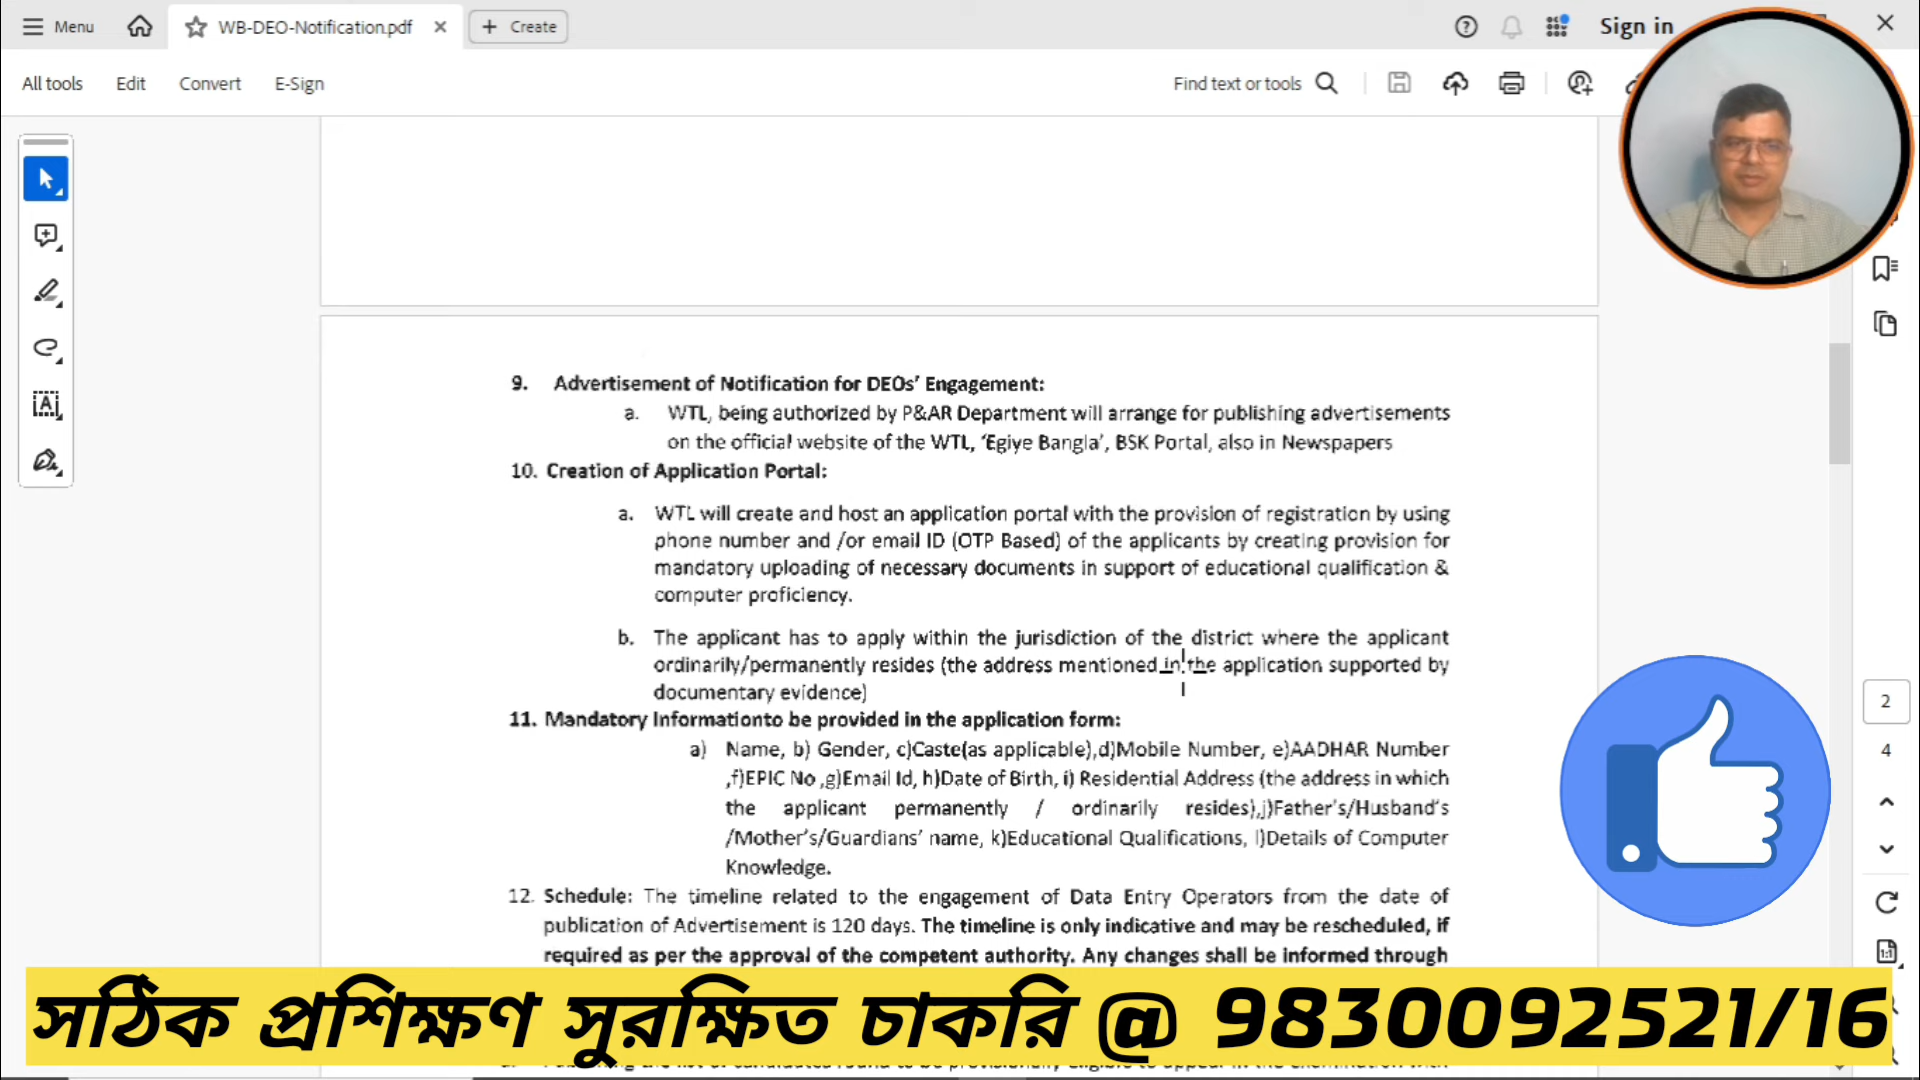 Menu
WB-DEO-Notification.pdf
Create
Sign in
All tools
Edit
Convert
E-Sign
Find text or tools
9. Advertisement of Notification for DEOs' Engagement:
a. WTL, being authorized by P&AR Department will arrange for publishing advertisements
on the official website of the WTL, 'Egiye Bangla', BSK Portal, also in Newspapers
10. Creation of Application Portal:
a. WTL will create and host an application portal with the provision of registration by using
phone number and /or email ID (OTP Based) of the applicants by creating provision for
mandatory uploading of necessary documents in support of educational qualification &
computer proficiency.
b. The applicant has to apply within the jurisdiction of the district where the applicant
ordinarily/permanently resides (the address mentioned in the application supported by
documentary evidence)
11. Mandatory Informationto be provided in the application form:
a) Name, b) Gender, c)Caste(as applicable),d)Mobile Number, e)AADHAR Number
,f)EPIC No ,g)Email Id, h)Date of Birth, i) Residential Address (the address in which
the applicant permanently / ordinarily resides),j)Father's/Husband's
/Mother's/Guardians' name, k)Educational Qualifications, l)Details of Computer
Knowledge.
12. Schedule: The timeline related to the engagement of Data Entry Operators from the date of
publication of Advertisement is 120 days. The timeline is only indicative and may be rescheduled, if
required as per the approval of the competent authority. Any changes shall be informed through
2
4
1:1
সঠিক প্রশিক্ষণ সুরক্ষিত চাকরি @ 9830092521/16